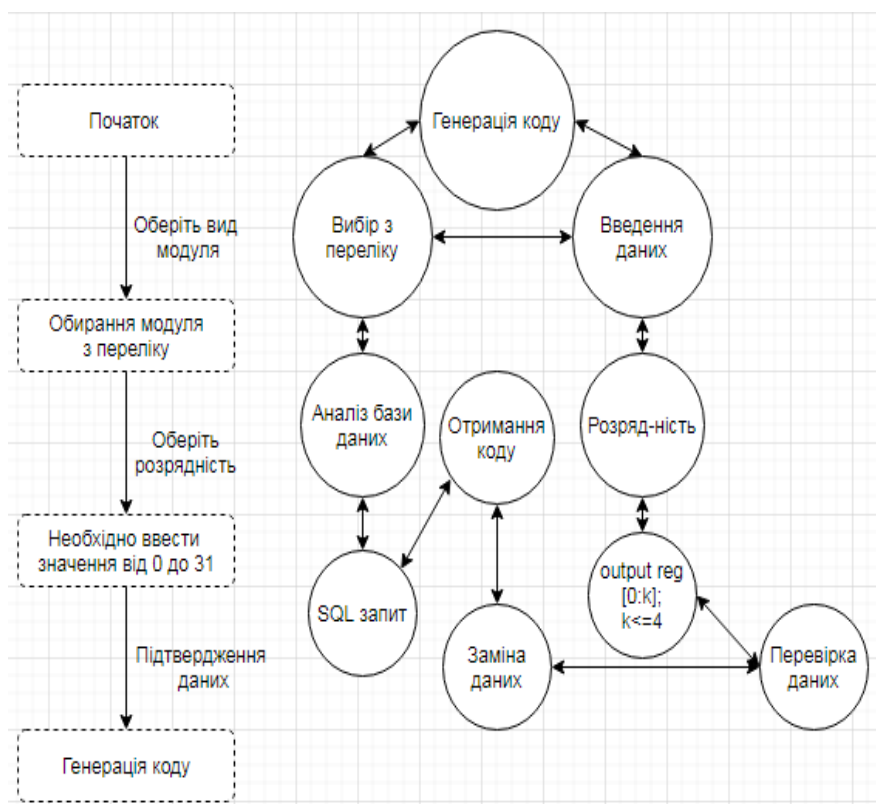 Початок
Оберіть вид
модуля
Обирання модуля
з переліку
Оберіть
розрядність
Необхідно ввести
значення від 0 до 31
Підтвердження
даних
Генерація коду
Генерація коду
Вибір з
переліку
Введення
даних
Аналіз бази
даних
Отримання
коду
Розряд-ність
SQL запит
output reg
[0:k];
k<=4
Заміна
даних
Перевірка
даних